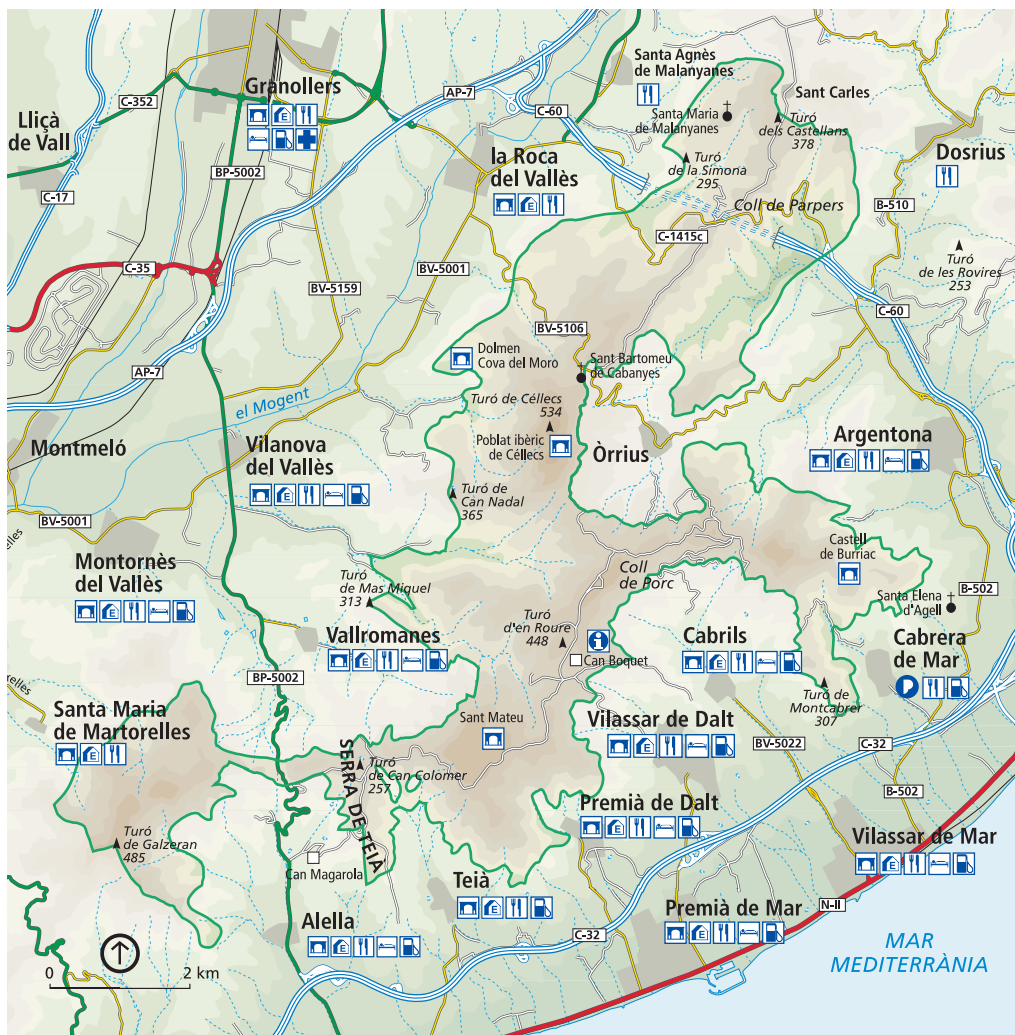 Santa Agnès
de Malanyanes
Granollers
C-352
AP-7
C-60
Sant Carles
Lliçà
de Vall
Santa Maria
de Malanyanes
Turó
dels Castellans
378
la Roca
del Vallès
Turó
de la Simona
295
Dosrius
BP-5002
C-17
Coll de Parpers
B-510
C-1415c
Turó
de les Rovires
253
C-35
BV-5001
BV-5159
C-60
BV-5106
Dolmen
Cova del Moro
Sant Bartomeu
de Cabanyes
AP-7
el Mogent
Turó de Céllecs
534
Montmeló
Vilanova
del Vallès
Poblat ibèric
de Céllecs
Òrrius
Argentona
Turó de
Can Nadal
365
BV-5001
Castell
de Burriac
Montornès
del Vallès
Turó
de Mas Miquel
313
Coll
de Porc
B-502
Santa Elena
d'Agell
Turó
d'en Roure
448
Vallromanes
Cabrils
Cabrera
de Mar
Can Boquet
BP-5002
Turó de
Montcabrer
307
Santa Maria
de Martorelles
Sant Mateu
Vilassar de Dalt
BV-5022
C-32
SERRA DE TEIÀ
Turó
de Can Colomer
257
B-502
Premià de Dalt
Turó
de Galzeran
485
Vilassar de Mar
Can Magarola
Teià
N-II
Alella
Premià de Mar
C-32
MAR
MEDITERRÀNIA
0 2 km